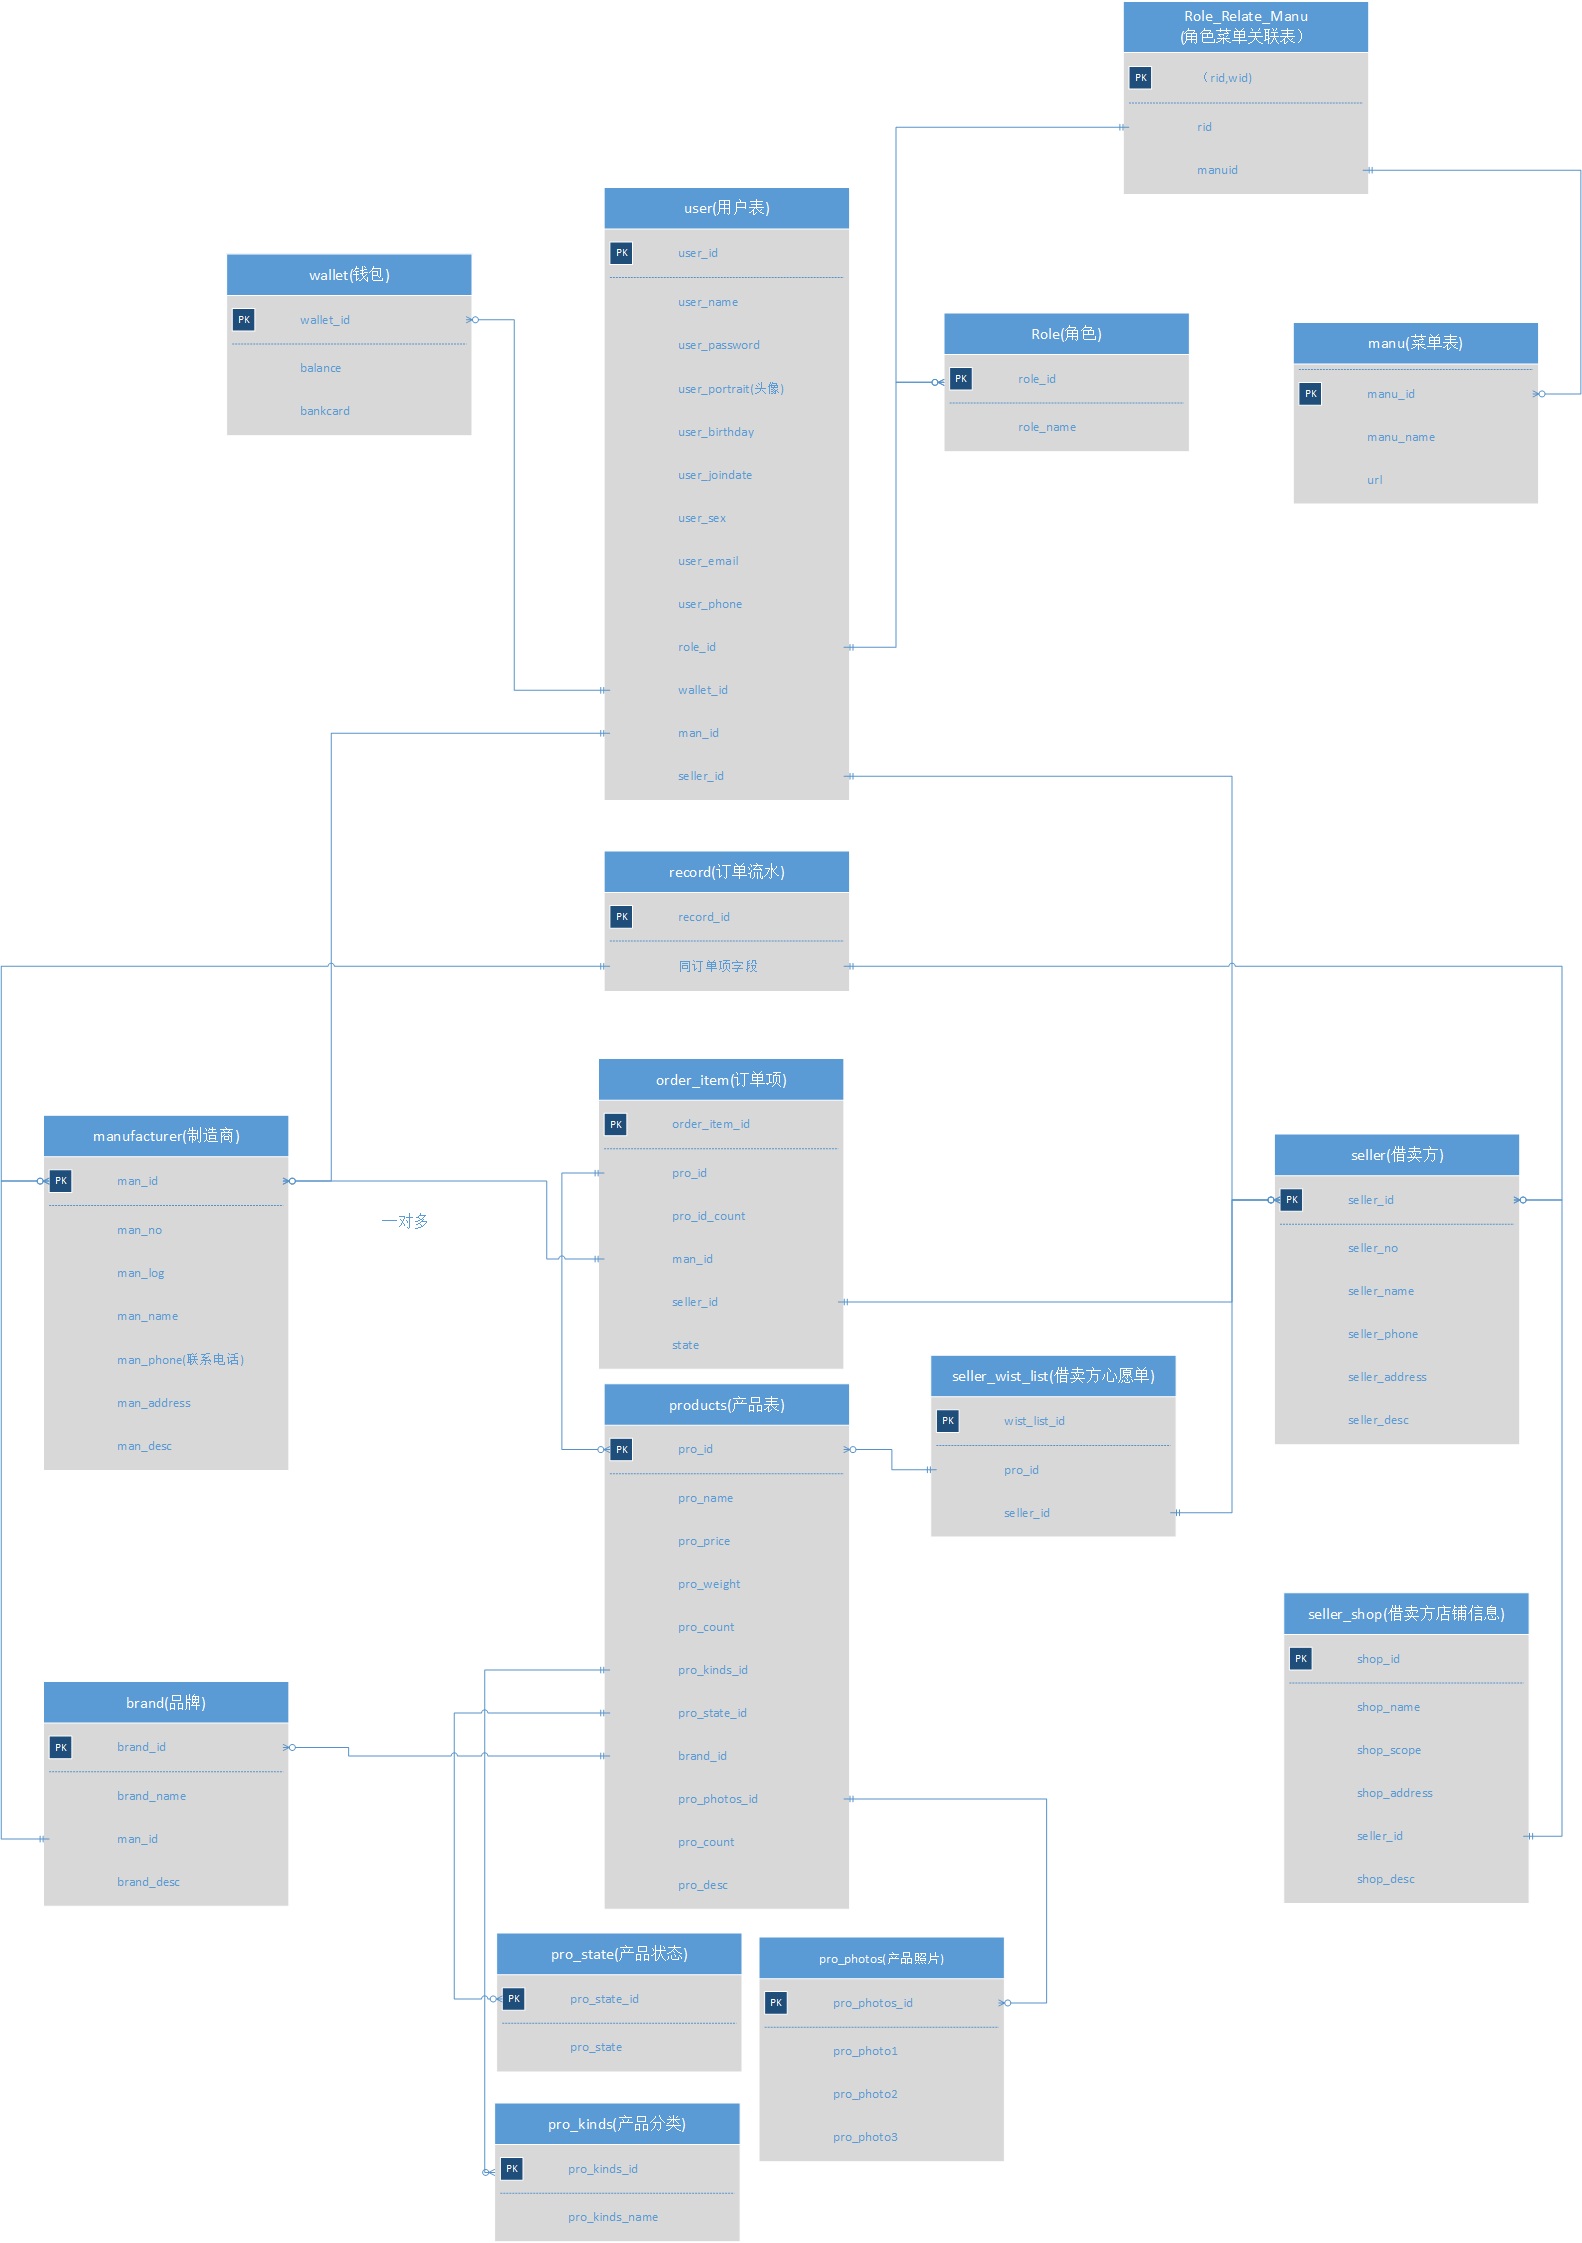 Role_Relate_Manu
(角色菜单关联表）
PK
（rid,wid)
rid
manuid
user(用户表)
PK
user_id
user_name
user_password
user_portrait(头像)
user_birthday
user_joindate
user_sex
user_email
user_phone
role_id
wallet_id
man_id
seller_id
wallet(钱包)
PK
wallet_id
balance
bankcard
Role(角色)
PK
role_id
role_name
manu(菜单表)
PK
manu_id
manu_name
url
record(订单流水)
PK
record_id
同订单项字段
order_item(订单项)
PK
order_item_id
pro_id
pro_id_count
man_id
seller_id
state
manufacturer(制造商)
PK
man_id
man_no
man_log
man_name
man_phone(联系电话)
man_address
man_desc
一对多
seller(借卖方)
PK
seller_id
seller_no
seller_name
seller_phone
seller_address
seller_desc
seller_wist_list(借卖方心愿单)
PK
wist_list_id
pro_id
seller_id
products(产品表)
PK
pro_id
pro_name
pro_price
pro_weight
pro_count
pro_kinds_id
pro_state_id
brand_id
pro_photos_id
pro_count
pro_desc
seller_shop(借卖方店铺信息)
PK
shop_id
shop_name
shop_scope
shop_address
seller_id
shop_desc
brand(品牌)
PK
brand_id
brand_name
man_id
brand_desc
pro_state(产品状态)
PK
pro_state_id
pro_state
pro_photos(产品照片)
PK
pro_photos_id
pro_photo1
pro_photo2
pro_photo3
pro_kinds(产品分类)
PK
pro_kinds_id
pro_kinds_name